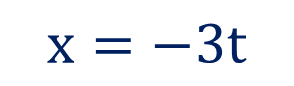 x = −3t